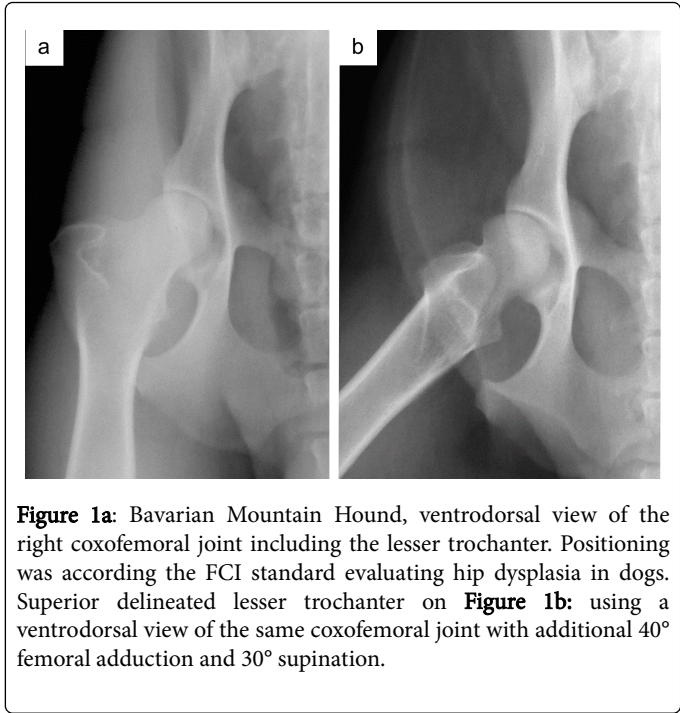 a
b
Figure 1a: Bavarian Mountain Hound, ventrodorsal view of the
right coxofemoral joint including the lesser trochanter. Positioning
was according the FCI standard evaluating hip dysplasia in dogs.
Superior delineated lesser trochanter on Figure 1b: using a
ventrodorsal view of the same coxofemoral joint with additional 40°
femoral adduction and 30° supination.